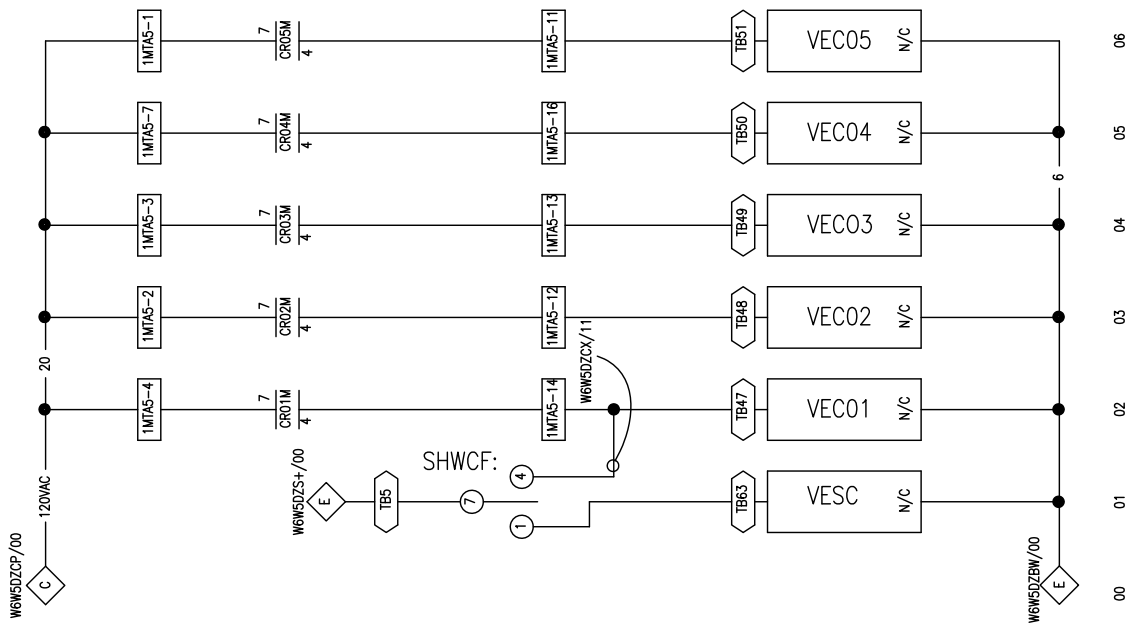 1MTA5-1
7
CR05M
4
1MTA5-11
TB51
VEC05
N/C
06
1MTA5-7
7
CR04M
4
1MTA5-16
TB50
VEC04
N/C
05
6
1MTA5-3
7
CR03M
4
1MTA5-13
TB49
VEC03
N/C
04
1MTA5-2
7
CR02M
4
1MTA5-12
TB48
VEC02
N/C
03
20
W6W5DZCX/11
1MTA5-4
7
CR01M
4
1MTA5-14
TB47
VEC01
N/C
02
SHWCF:
4
W6W5DZS+/00
E
TB5
7
1
TB63
VESC
N/C
01
120VAC
W6W5DZCP/00
C
W6W5DZBW/00
E
00